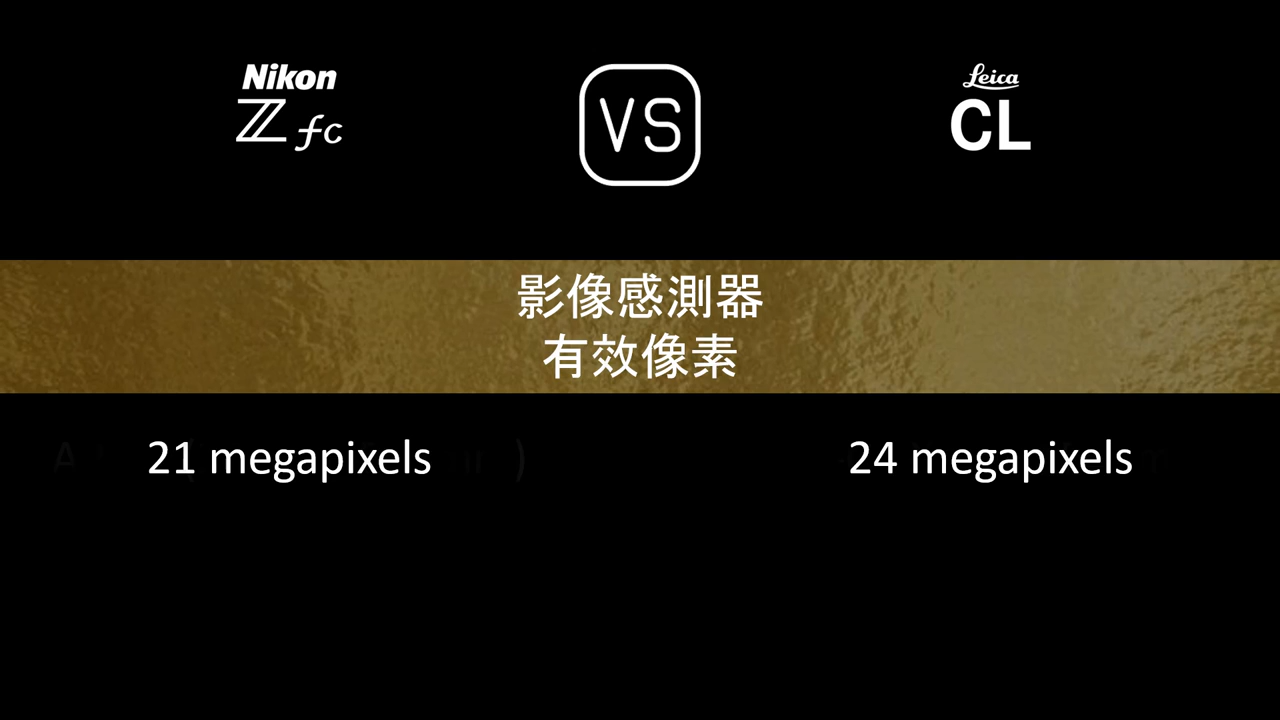 Nikon
Z fc
VS
Leica
CL
影像感測器
有效像素
21 megapixels
24 megapixels